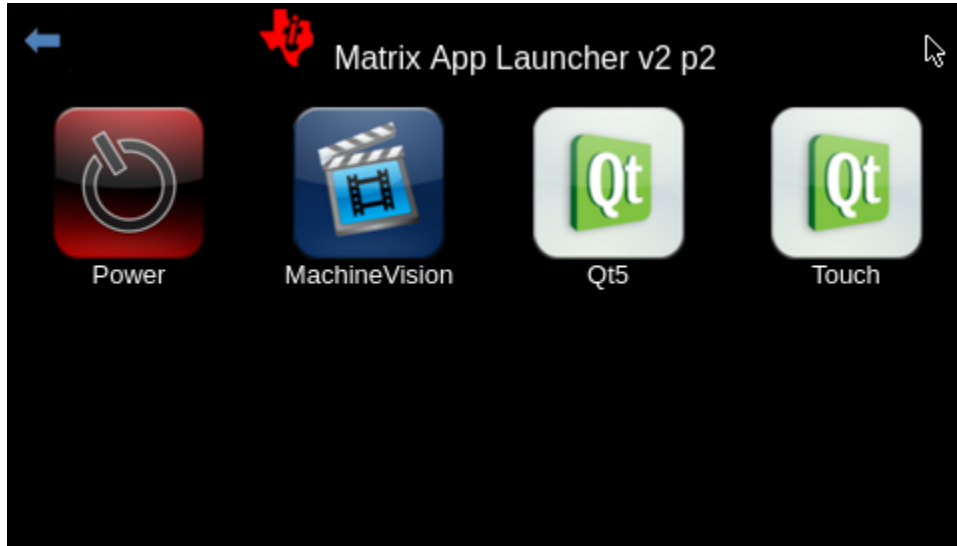 Matrix App Launcher v2 p2
Qt
Qt
Power
MachineVision
Qt5
Touch